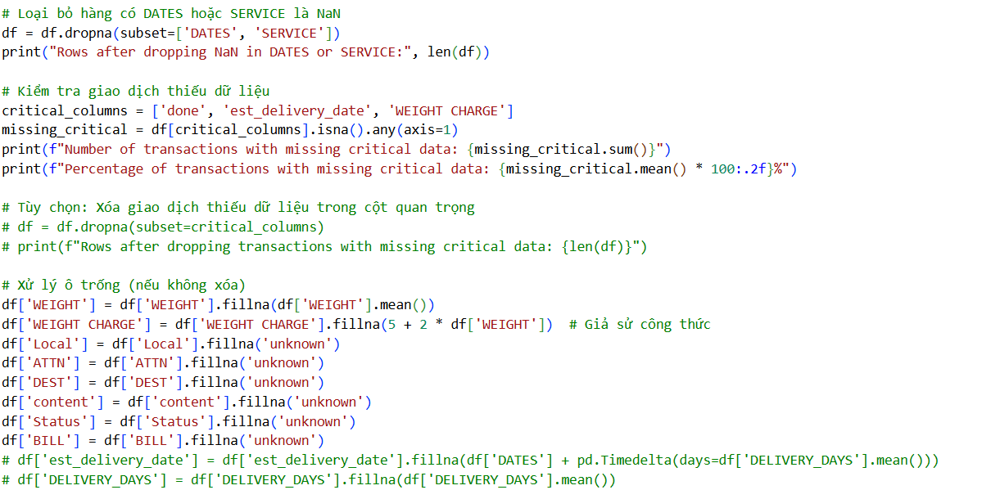 # Loại bỏ hàng có DATES hoặc SERVICE là NaN
df = df.dropna(subset=['DATES', 'SERVICE'])
print("Rows after dropping NaN in DATES or SERVICE:", len(df))

# Kiểm tra giao dịch thiếu dữ liệu
critical_columns = ['done', 'est_delivery_date', 'WEIGHT CHARGE']
missing_critical = df[critical_columns].isna().any(axis=1)
print(f"Number of transactions with missing critical data: {missing_critical.sum()}")
print(f"Percentage of transactions with missing critical data: {missing_critical.mean() * 100:.2f}%")

# Tùy chọn: Xóa giao dịch thiếu dữ liệu trong cột quan trọng
# df = df.dropna(subset=critical_columns)
# print(f"Rows after dropping transactions with missing critical data: {len(df)}")

# Xử lý ô trống (nếu không xóa)
df['WEIGHT'] = df['WEIGHT'].fillna(df['WEIGHT'].mean())
df['WEIGHT CHARGE'] = df['WEIGHT CHARGE'].fillna(5 + 2 * df['WEIGHT'])  # Giả sử công thức
df['Local'] = df['Local'].fillna('unknown')
df['ATTN'] = df['ATTN'].fillna('unknown')
df['DEST'] = df['DEST'].fillna('unknown')
df['content'] = df['content'].fillna('unknown')
df['Status'] = df['Status'].fillna('unknown')
df['BILL'] = df['BILL'].fillna('unknown')
# df['est_delivery_date'] = df['est_delivery_date'].fillna(df['DATES'] + pd.Timedelta(days=df['DELIVERY_DAYS'].mean()))
# df['DELIVERY_DAYS'] = df['DELIVERY_DAYS'].fillna(df['DELIVERY_DAYS'].mean())